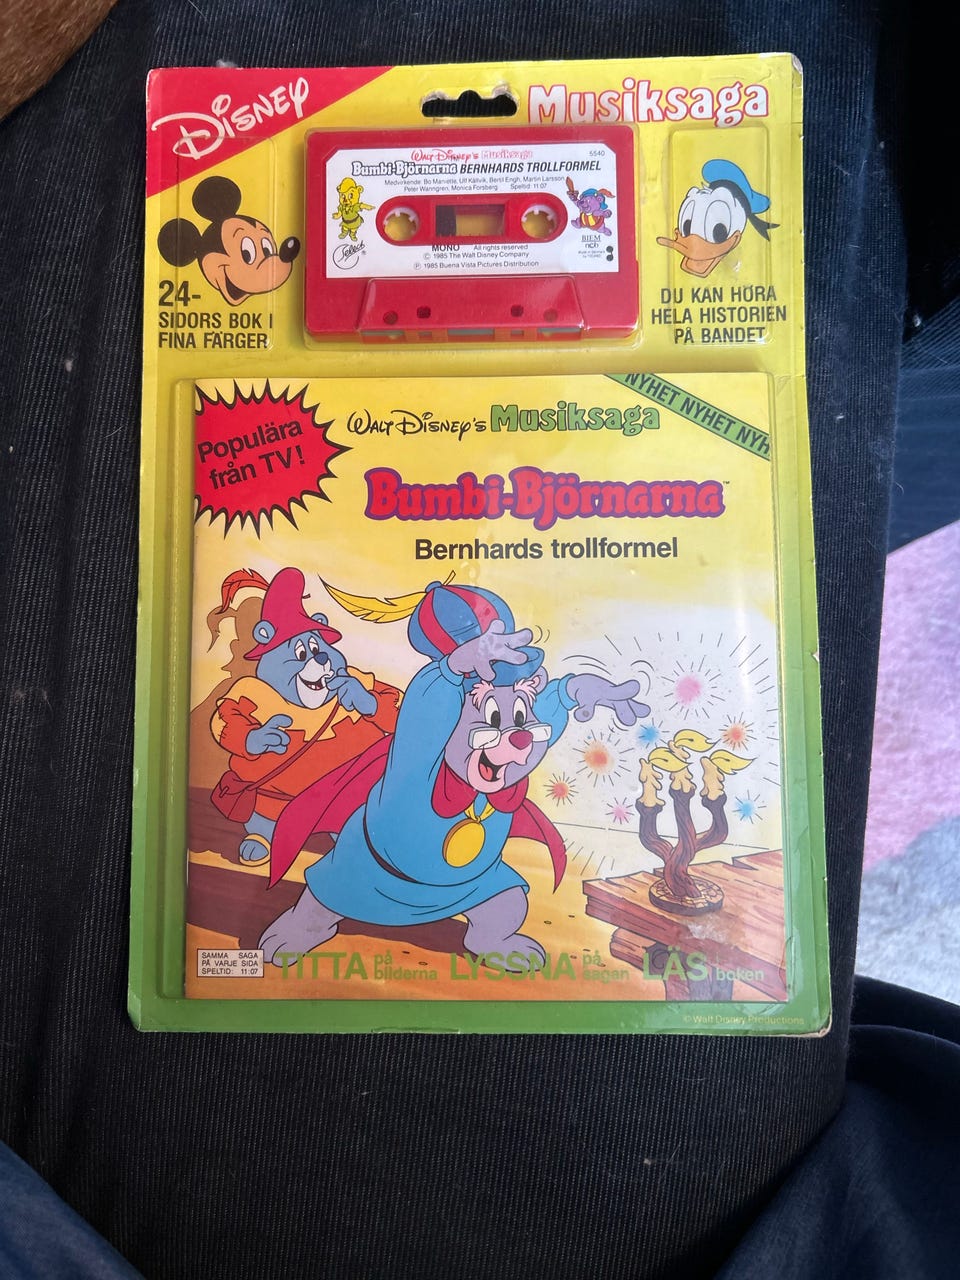 DISNEY
Musiksaga
Walt Disney's Musiksaga
5540
Bumbi-Björnarna BERNHARDS TROLLFORMEL
Medverkande: Bo Maniette, Ulf Källvik, Bertil Engh, Martin Larsson,
Peter Wanngren, Monica Forsberg Speltid: 11:07
Select
MONO All rights reserved
© 1985 The Walt Disney Company
℗ 1985 Buena Vista Pictures Distribution
BIEM
ncb
24-
SIDORS BOK I
FINA FÄRGER
DU KAN HÖRA
HELA HISTORIEN
PÅ BANDET
NYHET NYHET NYH
Populära
från TV!
Walt Disney's Musiksaga
Bumbi-Björnarna™
Bernhards trollformel
SAMMA SAGA
PÅ VARJE SIDA
SPELTID: 11:07
TITTA på bilderna LYSSNA på sagan LÄS i boken
© Walt Disney Productions